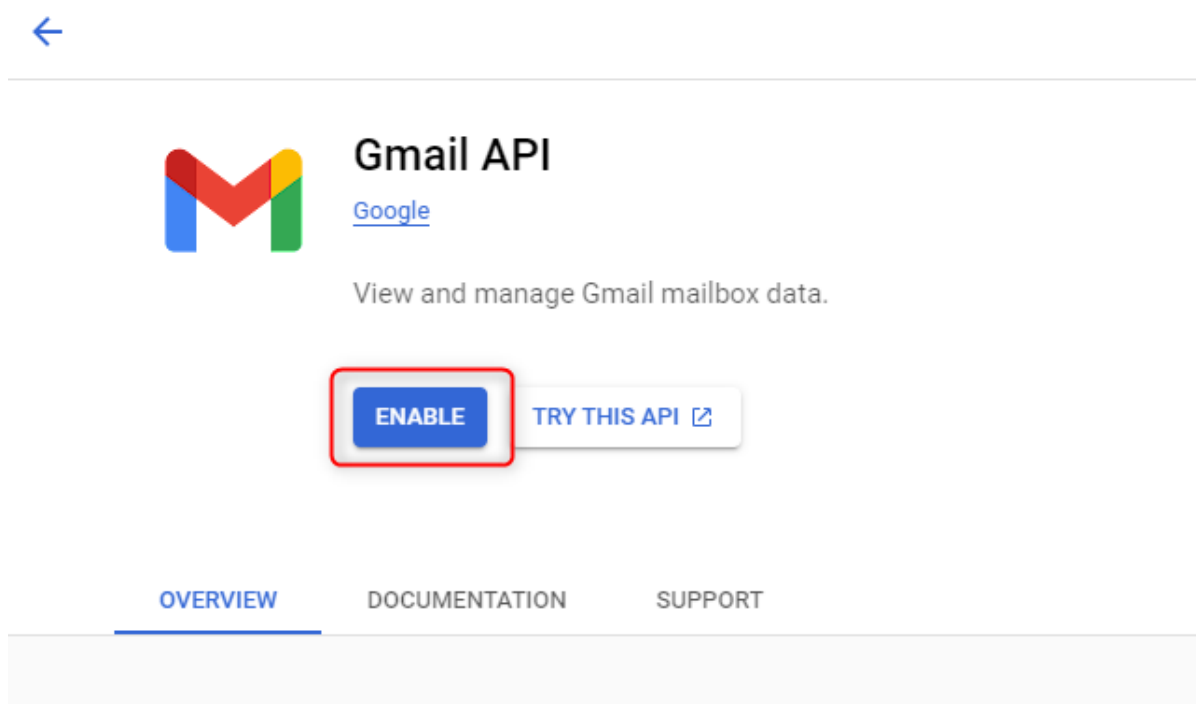 Gmail API
Google
View and manage Gmail mailbox data.
ENABLE TRY THIS API
OVERVIEW DOCUMENTATION SUPPORT